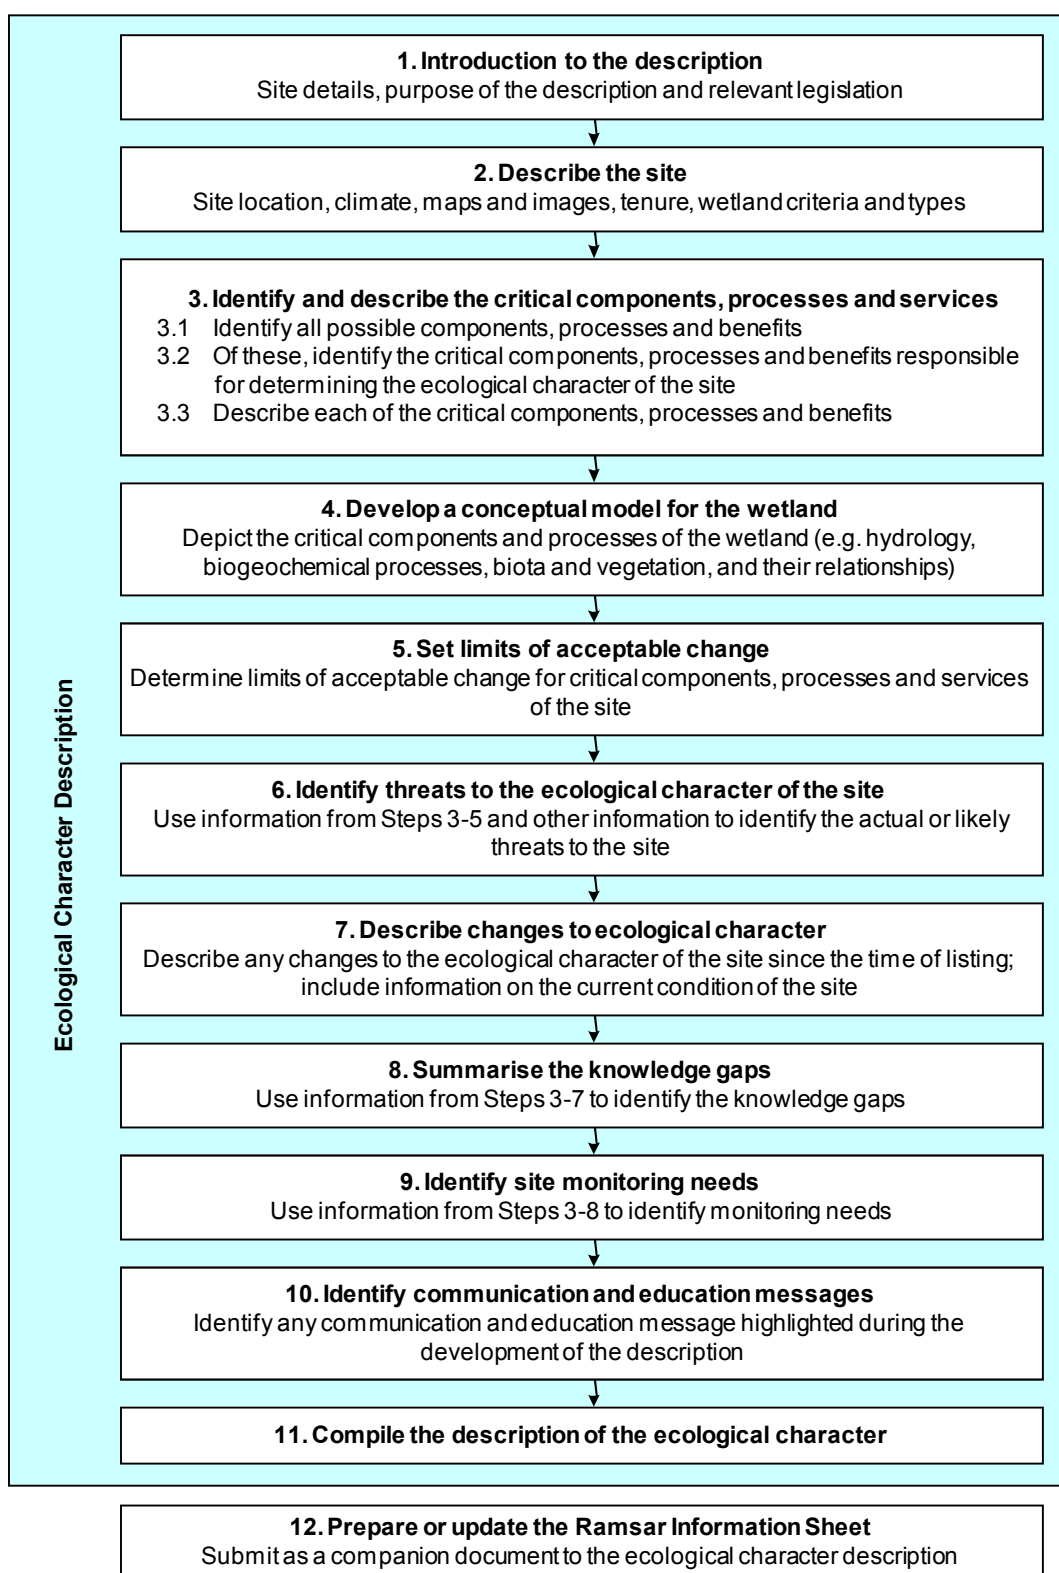 1. Introduction to the description
Site details, purpose of the description and relevant legislation
2. Describe the site
Site location, climate, maps and images, tenure, wetland criteria and types
3. Identify and describe the critical components, processes and services
3.1 Identify all possible components, processes and benefits
3.2 Of these, identify the critical components, processes and benefits responsible
for determining the ecological character of the site
3.3 Describe each of the critical components, processes and benefits
4. Develop a conceptual model for the wetland
Depict the critical components and processes of the wetland (e.g. hydrology,
biogeochemical processes, biota and vegetation, and their relationships)
5. Set limits of acceptable change
Determine limits of acceptable change for critical components, processes and services
of the site
6. Identify threats to the ecological character of the site
Use information from Steps 3-5 and other information to identify the actual or likely
threats to the site
7. Describe changes to ecological character
Describe any changes to the ecological character of the site since the time of listing;
include information on the current condition of the site
8. Summarise the knowledge gaps
Use information from Steps 3-7 to identify the knowledge gaps
9. Identify site monitoring needs
Use information from Steps 3-8 to identify monitoring needs
10. Identify communication and education messages
Identify any communication and education message highlighted during the
development of the description
11. Compile the description of the ecological character
Ecological Character Description
12. Prepare or update the Ramsar Information Sheet
Submit as a companion document to the ecological character description